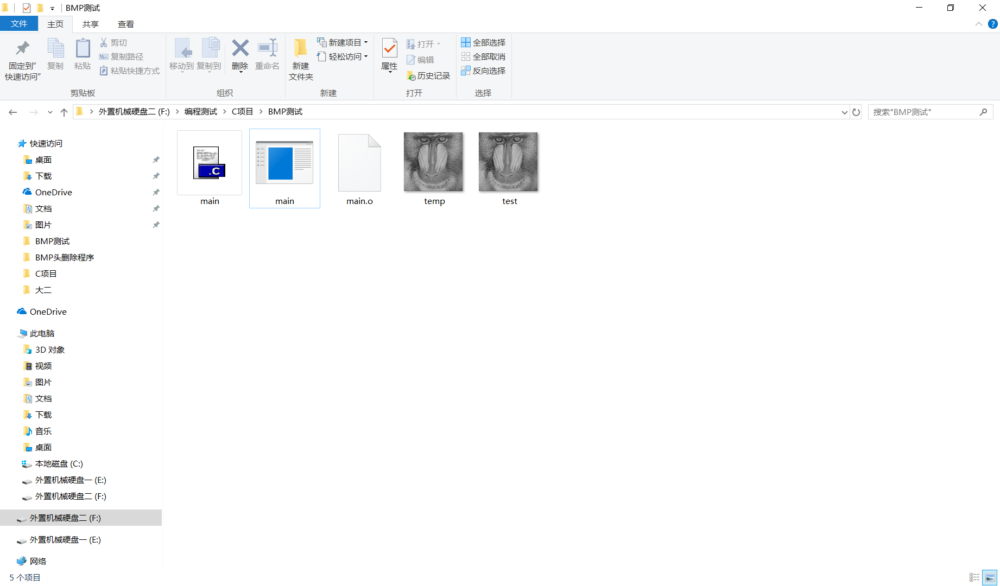 BMP测试
文件 主页 共享 查看
固定到"快速访问"
复制
粘贴
剪切
复制路径
粘贴快捷方式
剪贴板
移动到
复制到
删除
重命名
组织
新建文件夹
新建项目
轻松访问
新建
属性
打开
编辑
历史记录
打开
全部选择
全部取消
反向选择
选择
外置机械硬盘二 (F:) 编程测试 C项目 BMP测试
搜索"BMP测试"
快速访问
桌面
下载
OneDrive
文档
图片
BMP测试
BMP头删除程序
C项目
大二
OneDrive
此电脑
3D 对象
视频
图片
文档
下载
音乐
桌面
本地磁盘 (C:)
外置机械硬盘一 (E:)
外置机械硬盘二 (F:)
外置机械硬盘二 (F:)
外置机械硬盘一 (E:)
网络
DEV
.C
main
main
main.o
temp
test
5 个项目